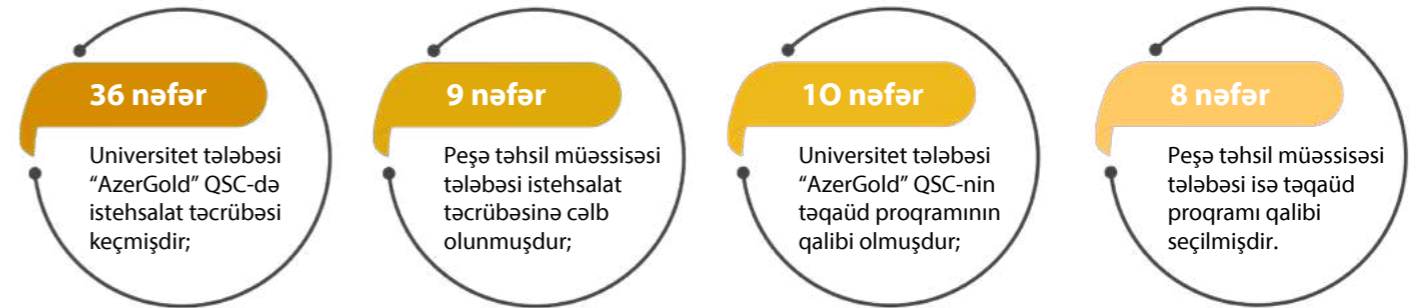 36 nəfər
Universitet tələbəsi
“AzerGold” QSC-də
istehsalat təcrübəsi
keçmişdir;
9 nəfər
Peşə təhsil müəssisəsi
tələbəsi istehsalat
təcrübəsinə cəlb
olunmuşdur;
10 nəfər
Universitet tələbəsi
“AzerGold” QSC-nin
təqaüd proqramının
qalibi olmuşdur;
8 nəfər
Peşə təhsil müəssisəsi
tələbəsi isə təqaüd
proqramı qalibi
seçilmişdir.